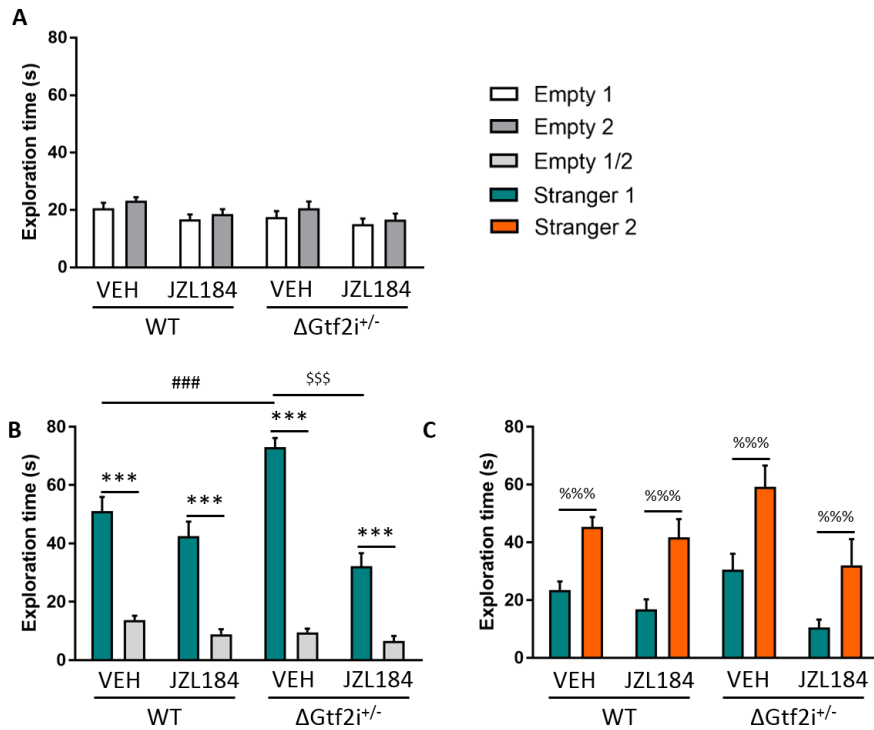 A
Exploration time (s)
80
60
40
20
0
VEH JZL184 VEH JZL184
WT ΔGtf2i+/-
Empty 1
Empty 2
Empty 1/2
Stranger 1
Stranger 2
B
Exploration time (s)
80
60
40
20
0
### $$$
*** *** *** ***
VEH JZL184 VEH JZL184
WT ΔGtf2i+/-
C
Exploration time (s)
80
60
40
20
0
%%% %%% %%% %%%
VEH JZL184 VEH JZL184
WT ΔGtf2i+/-